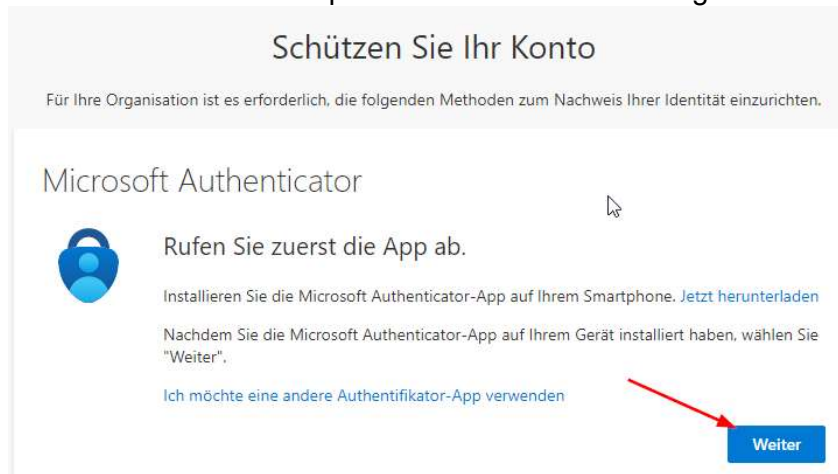 Schützen Sie Ihr Konto
Für Ihre Organisation ist es erforderlich, die folgenden Methoden zum Nachweis Ihrer Identität einzurichten.
Microsoft Authenticator
Rufen Sie zuerst die App ab.
Installieren Sie die Microsoft Authenticator-App auf Ihrem Smartphone. Jetzt herunterladen
Nachdem Sie die Microsoft Authenticator-App auf Ihrem Gerät installiert haben, wählen Sie
"Weiter".
Ich möchte eine andere Authentifikator-App verwenden
Weiter